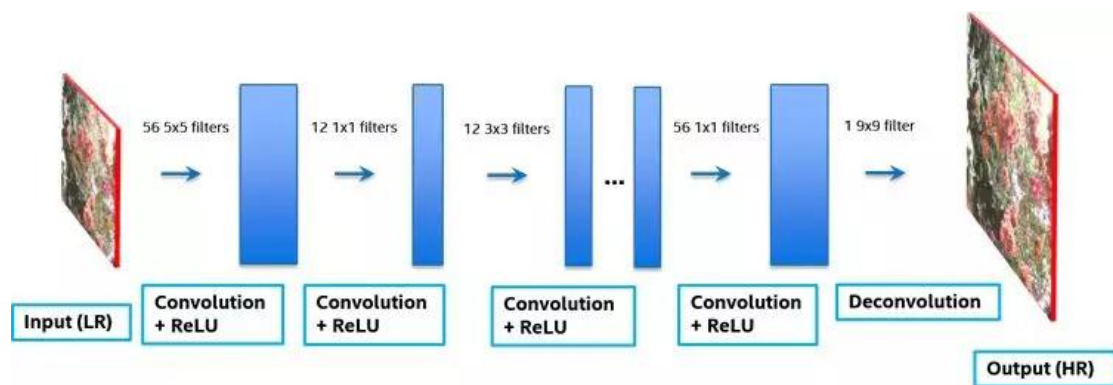 56 5x5 filters
12 1x1 filters
12 3x3 filters
56 1x1 filters
1 9x9 filter
...
Input (LR)
Convolution
+ ReLU
Convolution
+ ReLU
Convolution
+ ReLU
Convolution
+ ReLU
Deconvolution
Output (HR)